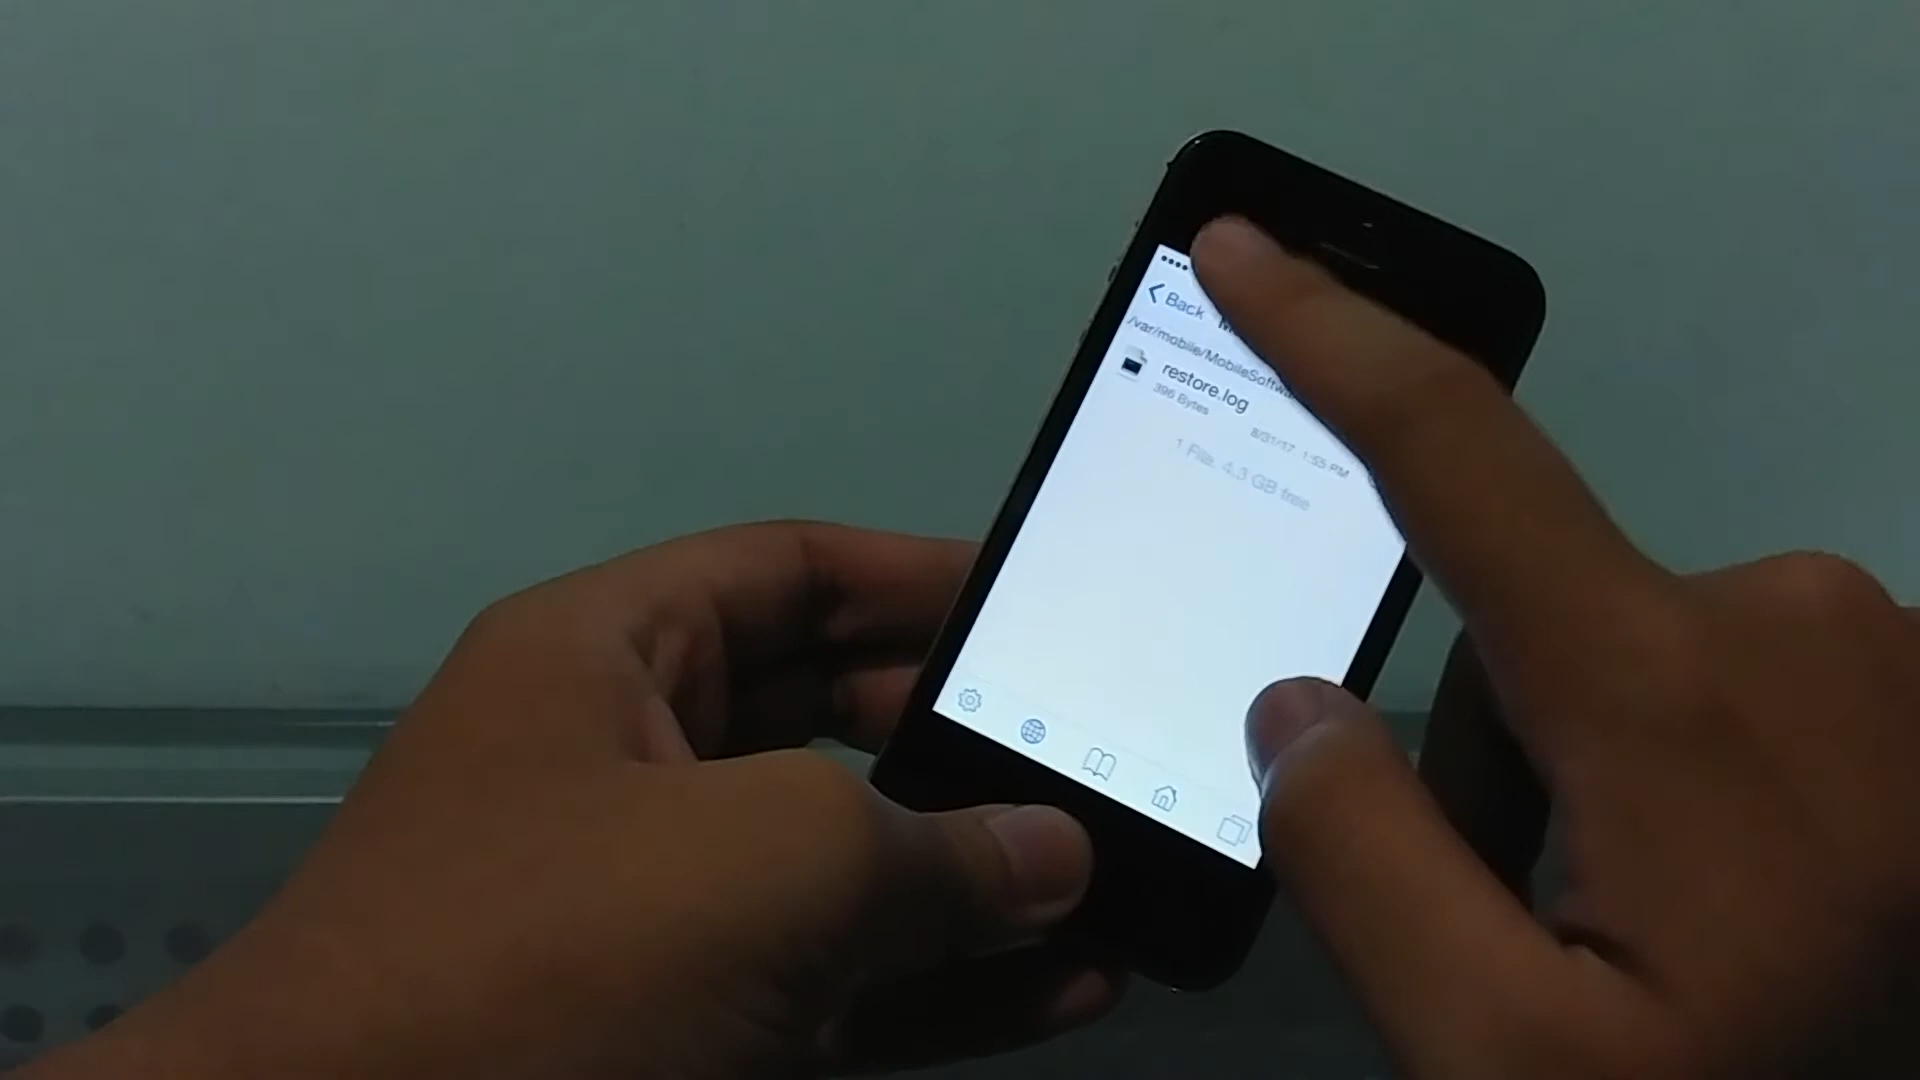 Back
/var/mobile/MobileSoftwa
restore.log
396 Bytes
8/31/17 1:55 PM
1 File, 4.3 GB free